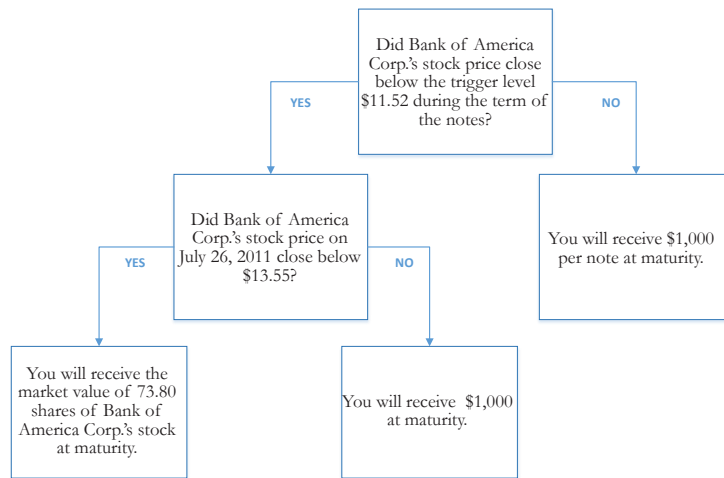 Did Bank of America
Corp.'s stock price close
below the trigger level
$11.52 during the term of
the notes?
YES
NO
Did Bank of America
Corp.'s stock price on
July 26, 2011 close below
$13.55?
You will receive $1,000
per note at maturity.
YES
NO
You will receive the
market value of 73.80
shares of Bank of
America Corp.'s stock
at maturity.
You will receive $1,000
at maturity.